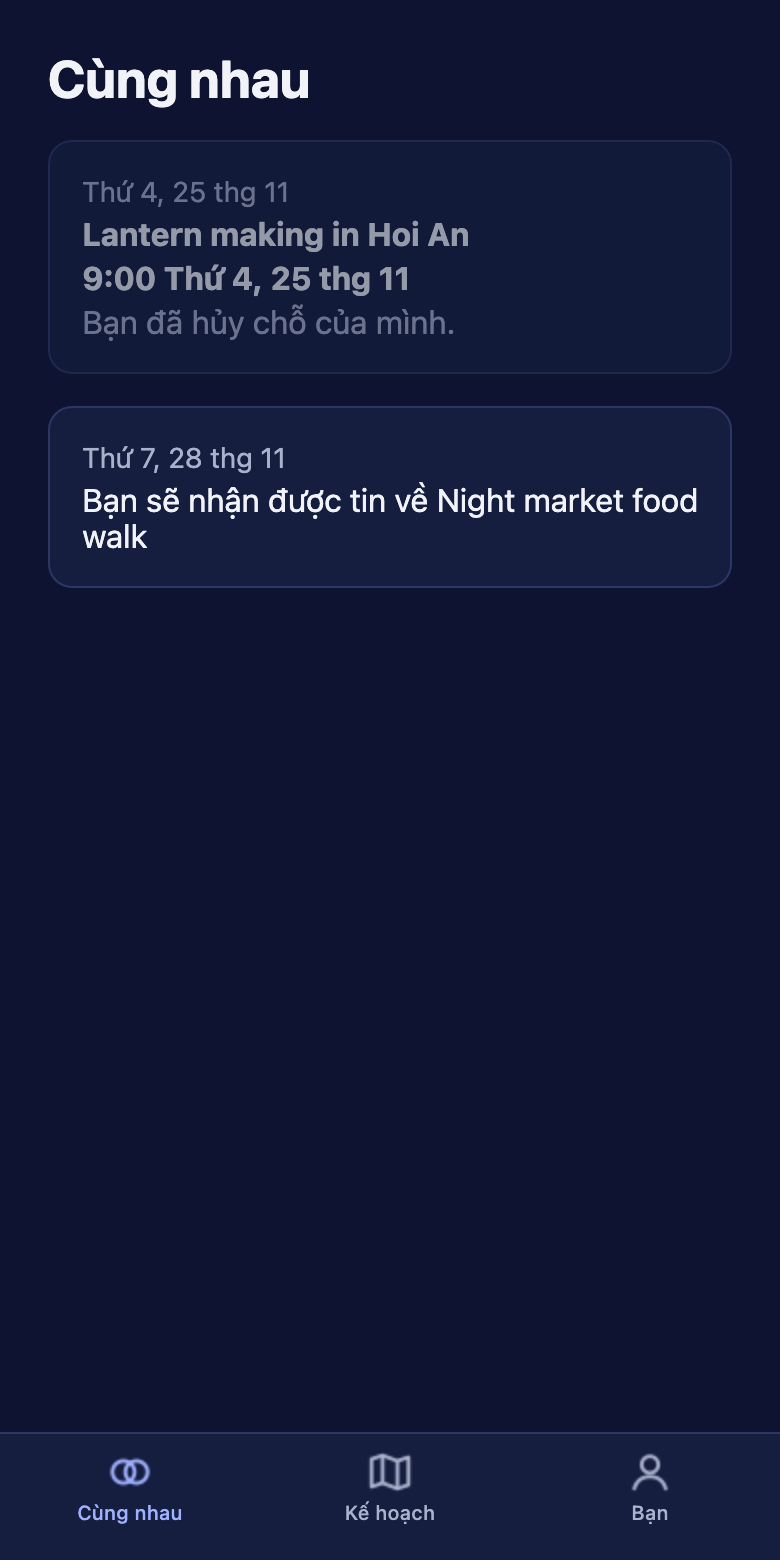 Cùng nhau
Thứ 4, 25 thg 11
Lantern making in Hoi An
9:00 Thứ 4, 25 thg 11
Bạn đã hủy chỗ của mình.
Thứ 7, 28 thg 11
Bạn sẽ nhận được tin về Night market food
walk
Cùng nhau
Kế hoạch
Bạn